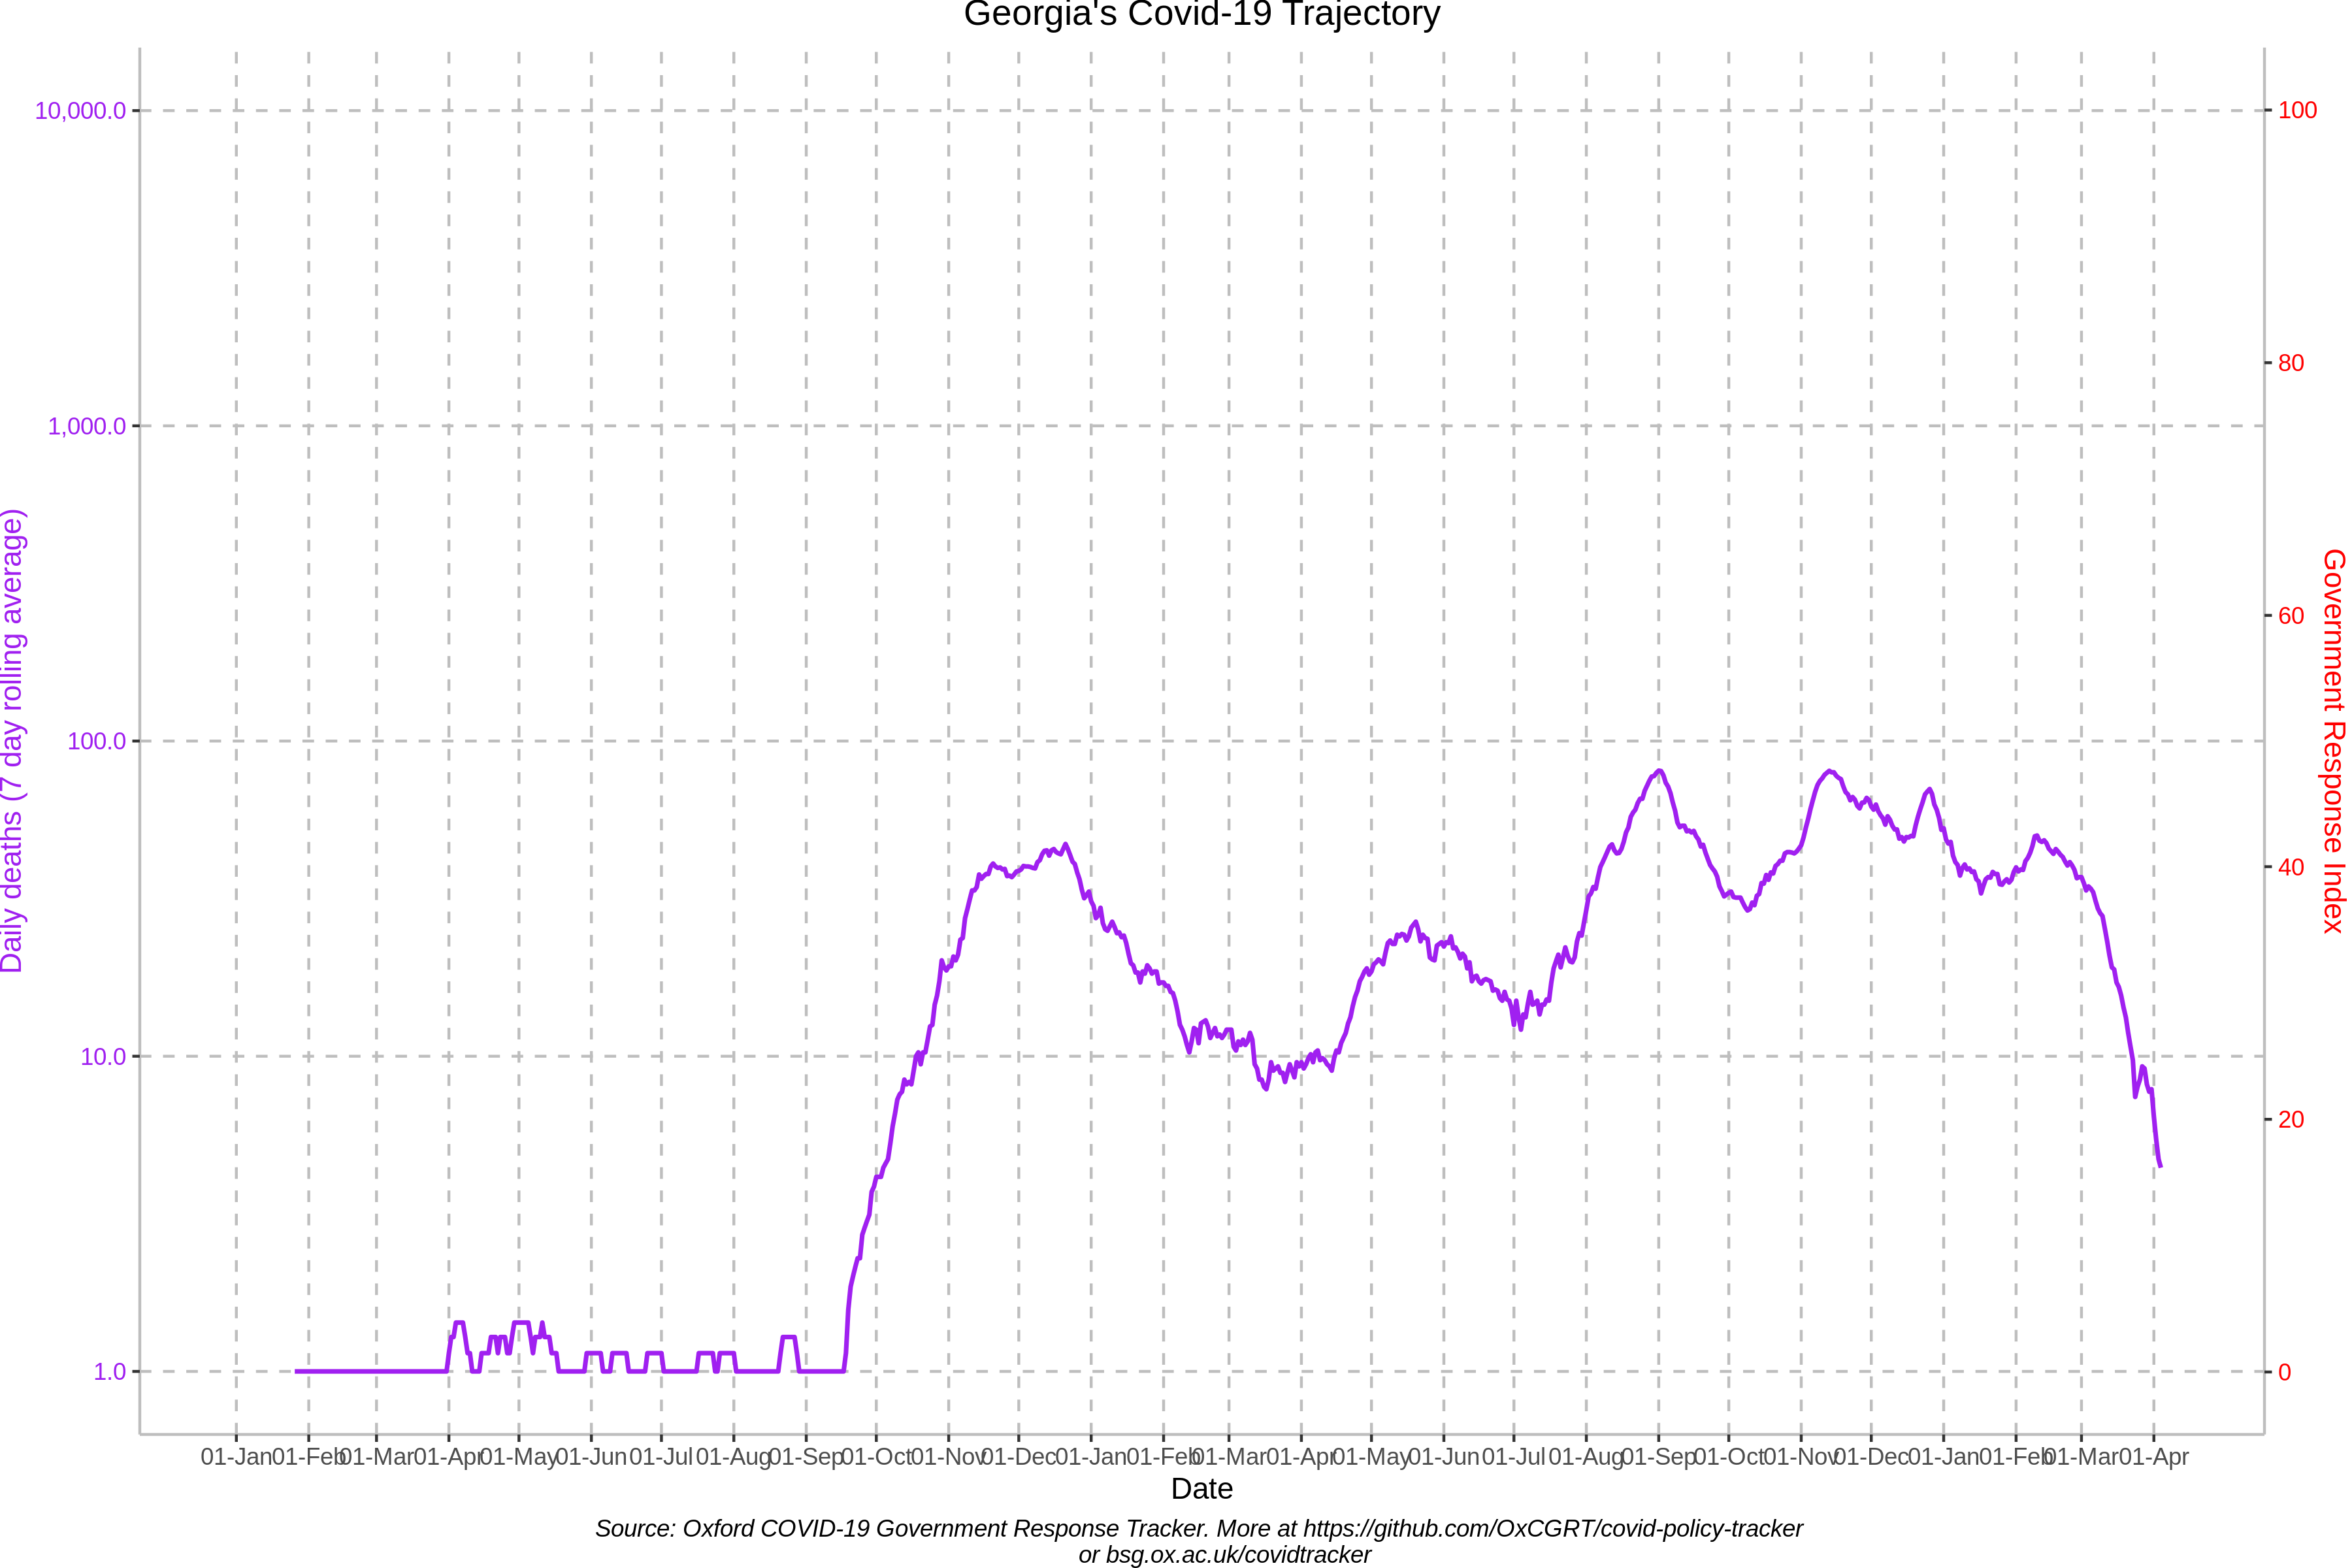 Georgia's Covid-19 Trajectory
10,000.0
1,000.0
100.0
10.0
1.0
Daily deaths (7 day rolling average)
100
80
60
40
20
0
Government Response Index
01-Jan 01-Feb 01-Mar 01-Apr 01-May 01-Jun 01-Jul 01-Aug 01-Sep 01-Oct 01-Nov 01-Dec 01-Jan 01-Feb 01-Mar 01-Apr 01-May 01-Jun 01-Jul 01-Aug 01-Sep 01-Oct 01-Nov 01-Dec 01-Jan 01-Feb 01-Mar 01-Apr
Date
Source: Oxford COVID-19 Government Response Tracker. More at https://github.com/OxCGRT/covid-policy-tracker
or bsg.ox.ac.uk/covidtracker